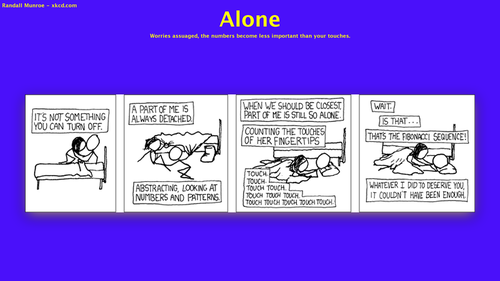 Randall Munroe – xkcd.com
Alone
Worries assuaged, the numbers become less important than your touches.
IT'S NOT SOMETHING
YOU CAN TURN OFF.
A PART OF ME IS
ALWAYS DETACHED.
ABSTRACTING, LOOKING AT
NUMBERS AND PATTERNS.
WHEN WE SHOULD BE CLOSEST,
PART OF ME IS STILL SO ALONE.
COUNTING THE TOUCHES
OF HER FINGERTIPS
TOUCH.
TOUCH.
TOUCH TOUCH.
TOUCH TOUCH TOUCH.
TOUCH TOUCH TOUCH TOUCH TOUCH.
WAIT.
IS THAT...
THAT'S THE FIBONACCI SEQUENCE!
WHATEVER I DID TO DESERVE YOU,
IT COULDN'T HAVE BEEN ENOUGH.